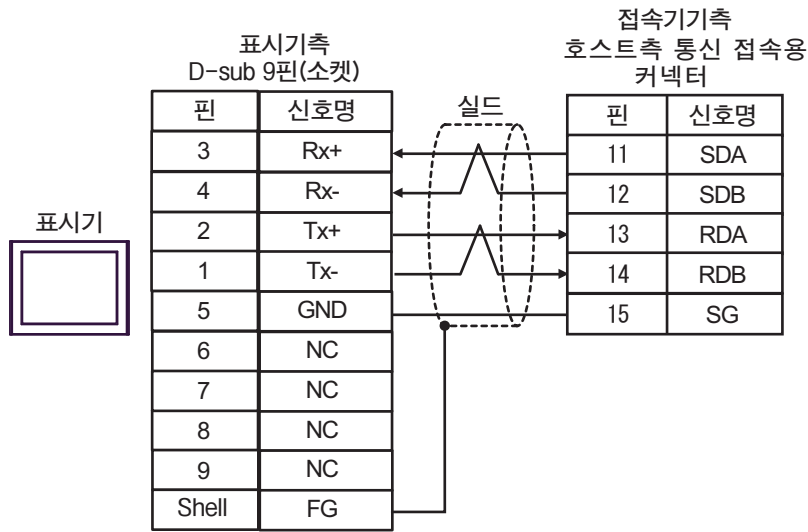 표시기측
D-sub 9핀(소켓)
접속기기측
호스트측 통신 접속용
커넥터
표시기
실드
핀 신호명
3 Rx+
4 Rx-
2 Tx+
1 Tx-
5 GND
6 NC
7 NC
8 NC
9 NC
Shell FG
핀 신호명
11 SDA
12 SDB
13 RDA
14 RDB
15 SG